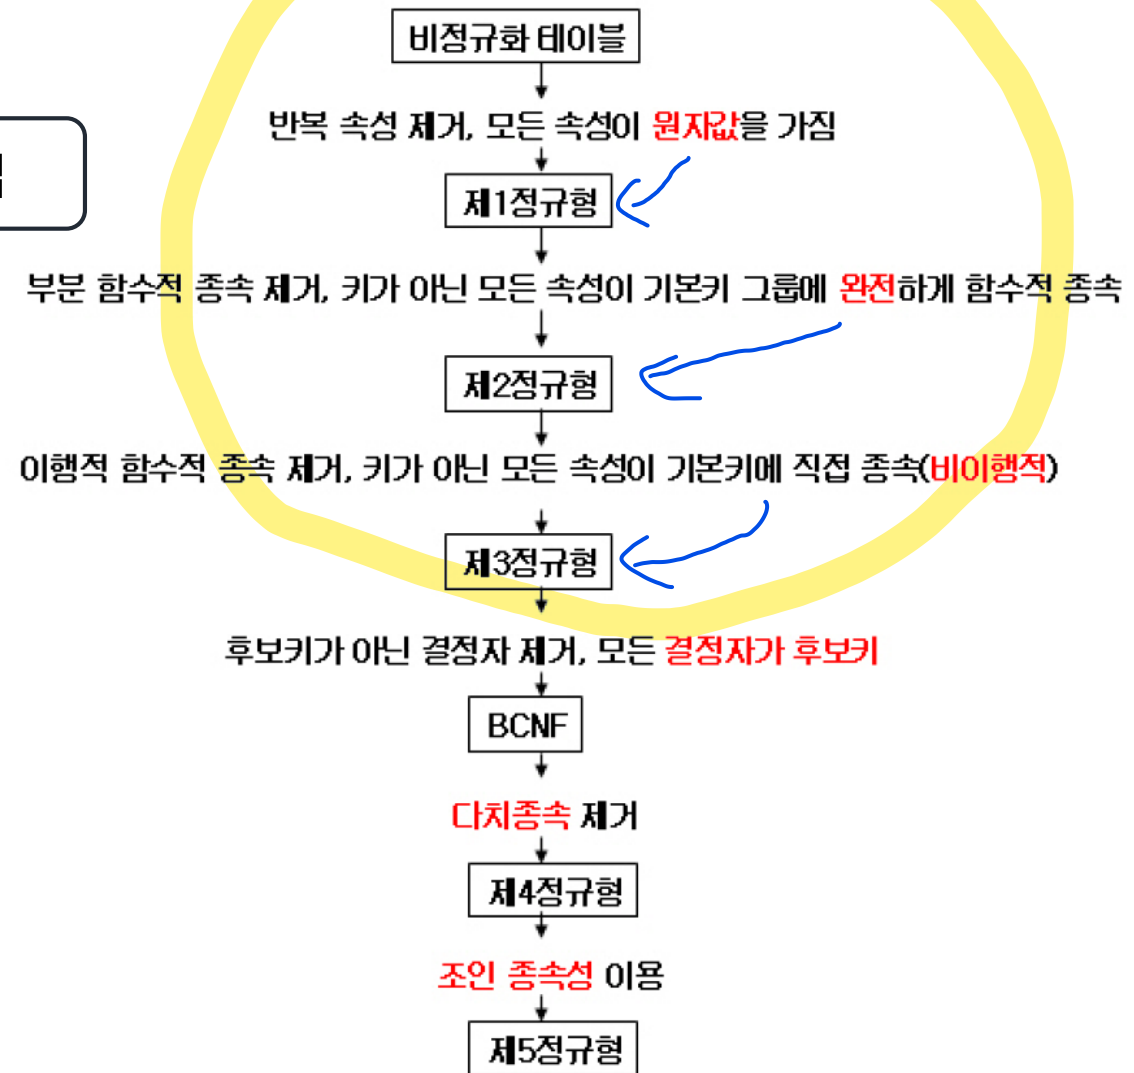 비정규화 테이블
반복 속성 제거, 모든 속성이 원자값을 가짐
제1정규형
부분 함수적 종속 제거, 키가 아닌 모든 속성이 기본키 그룹에 완전하게 함수적 종속
제2정규형
이행적 함수적 종속 제거, 키가 아닌 모든 속성이 기본키에 직접 종속(비이행적)
제3정규형
후보키가 아닌 결정자 제거, 모든 결정자가 후보키
BCNF
다치종속 제거
제4정규형
조인 종속성 이용
제5정규형